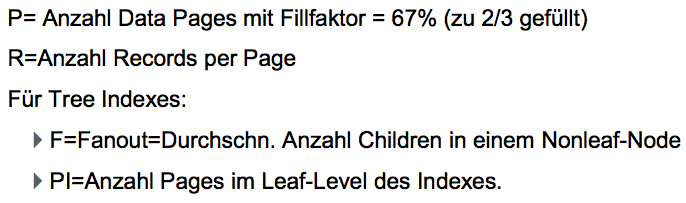 P= Anzahl Data Pages mit Fillfaktor = 67% (zu 2/3 gefüllt)
R=Anzahl Records per Page
Für Tree Indexes:
F=Fanout=Durchschn. Anzahl Children in einem Nonleaf-Node
PI=Anzahl Pages im Leaf-Level des Indexes.